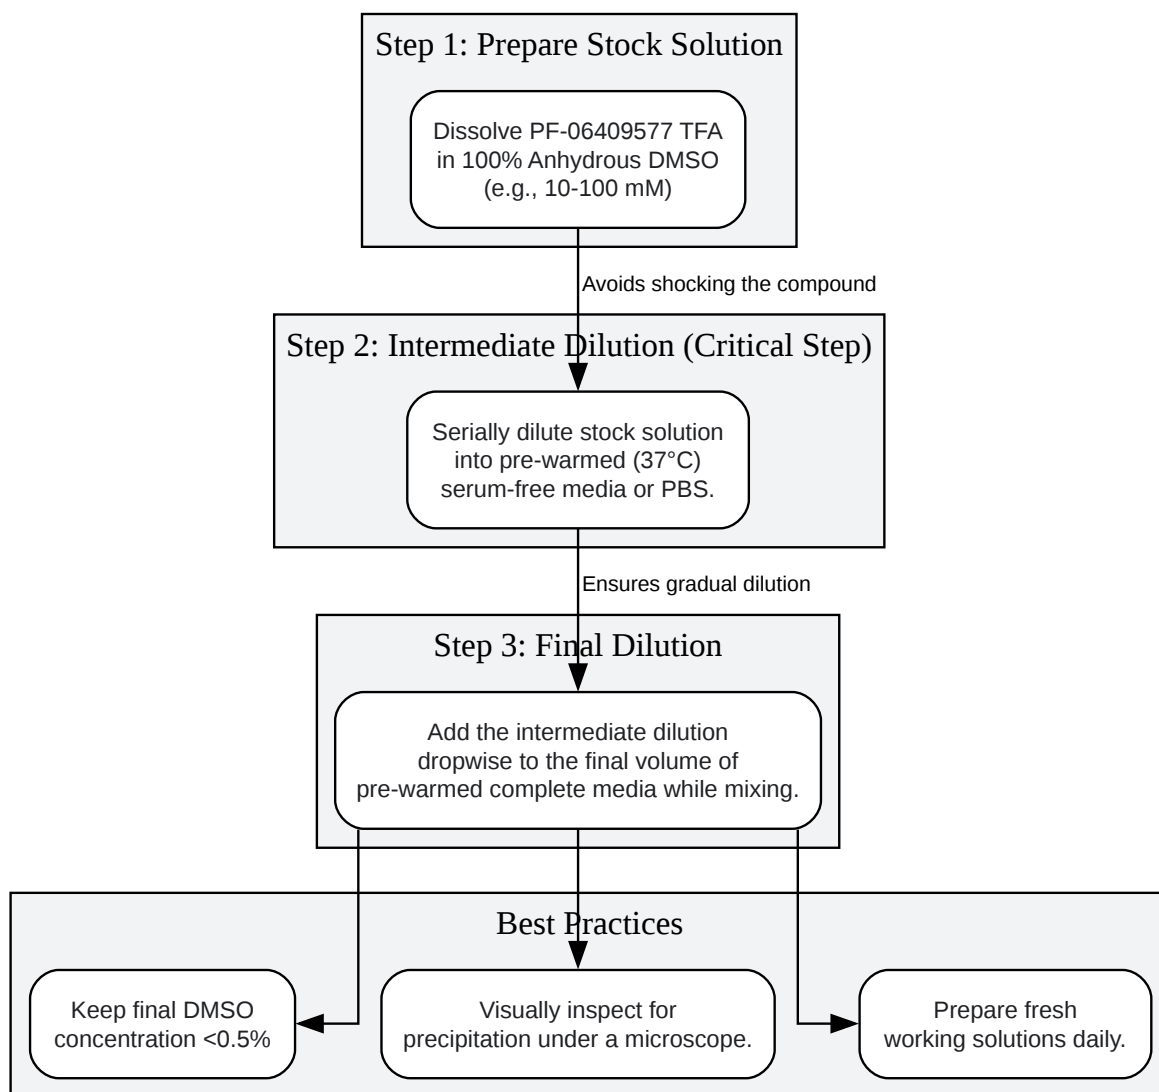 Step 1: Prepare Stock Solution
Dissolve PF-06409577 TFA
in 100% Anhydrous DMSO
(e.g., 10-100 mM)
Avoids shocking the compound
Step 2: Intermediate Dilution (Critical Step)
Serially dilute stock solution
into pre-warmed (37°C)
serum-free media or PBS.
Ensures gradual dilution
Step 3: Final Dilution
Add the intermediate dilution
dropwise to the final volume of
pre-warmed complete media while mixing.
Best Practices
Keep final DMSO
concentration <0.5%
Visually inspect for
precipitation under a microscope.
Prepare fresh
working solutions daily.